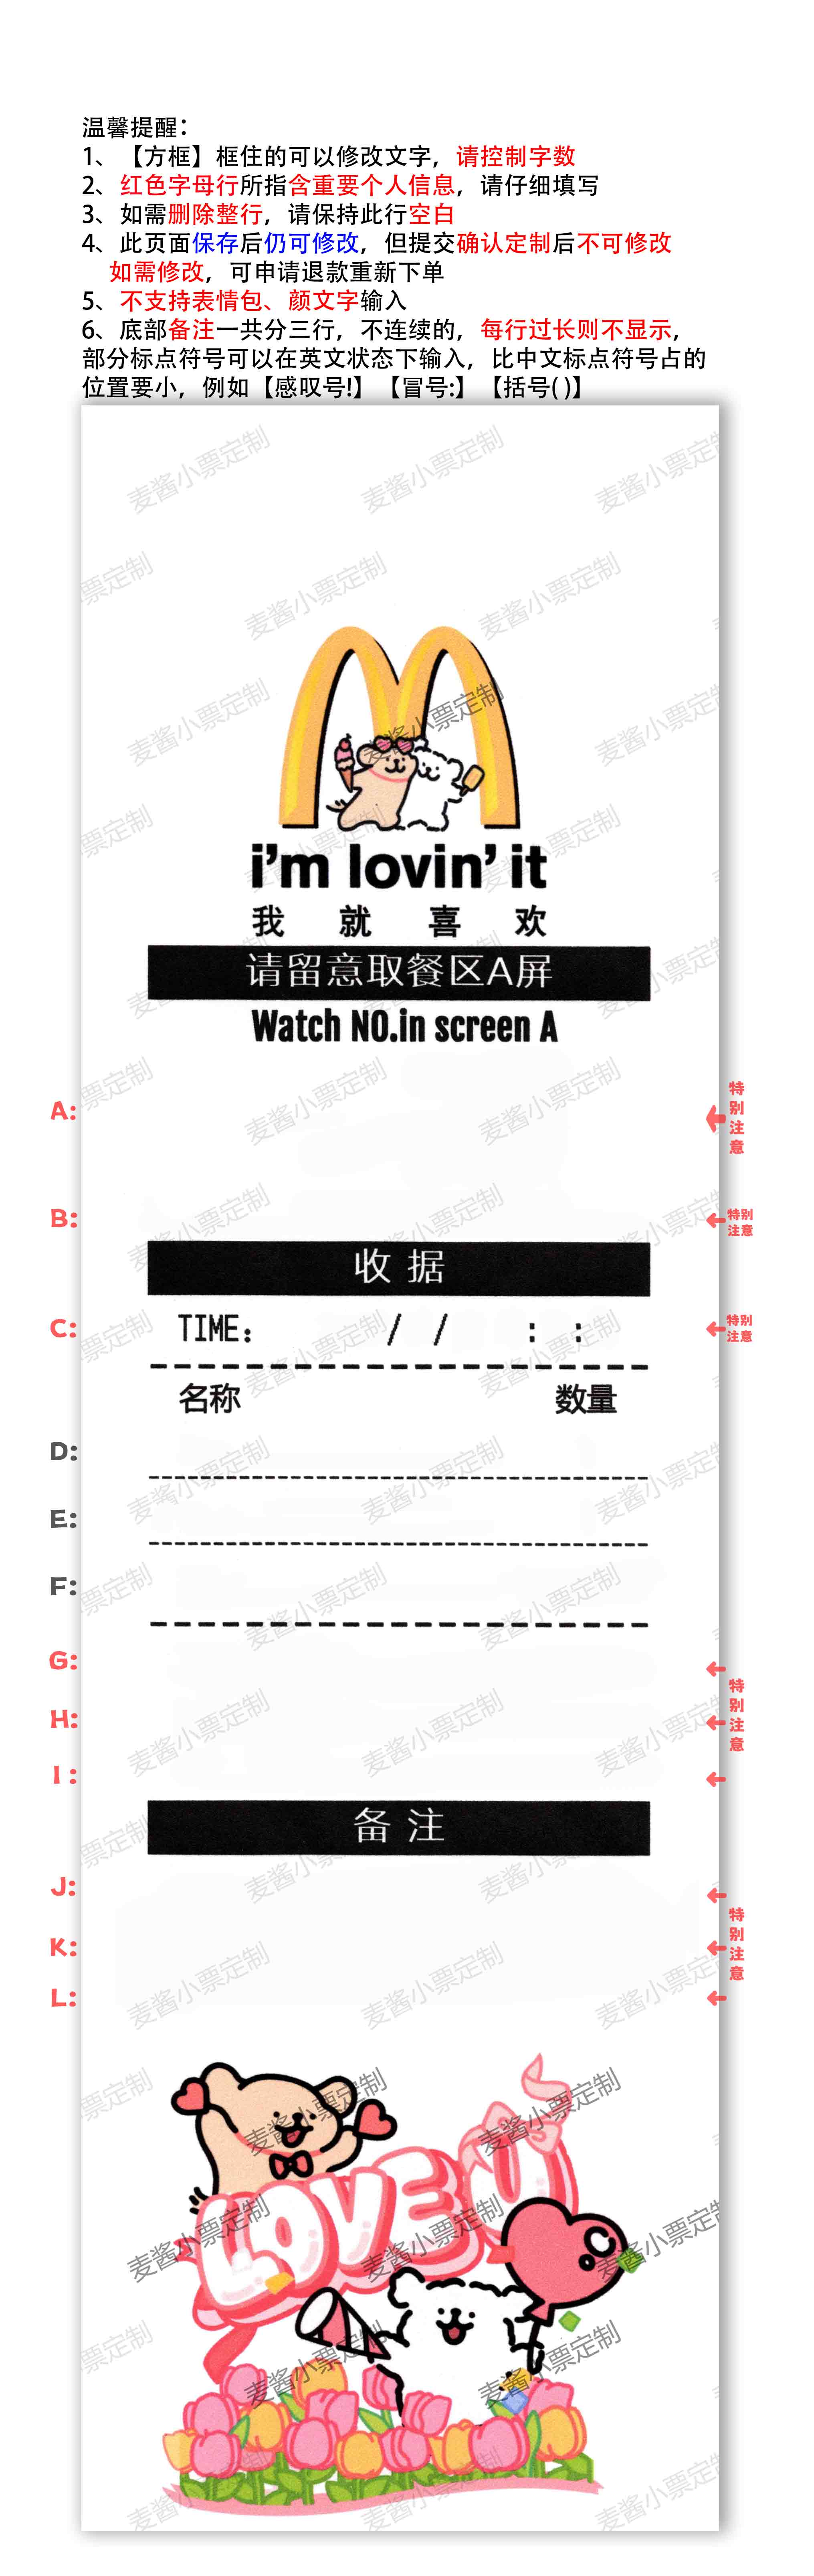 温馨提醒：
1、【方框】框住的可以修改文字，请控制字数
2、红色字母行所指含重要个人信息，请仔细填写
3、如需删除整行，请保持此行空白
4、此页面保存后仍可修改，但提交确认定制后不可修改
如需修改，可申请退款重新下单
5、不支持表情包、颜文字输入
6、底部备注一共分三行，不连续的，每行过长则不显示，
部分标点符号可以在英文状态下输入，比中文标点符号占的
位置要小，例如【感叹号!】【冒号:】【括号( )】
麦酱小票定制
i'm lovin' it
我就喜欢
请留意取餐区A屏
Watch NO.in screen A
A:
特别注意
B:
特别注意
收据
C:
TIME: / / : :
特别注意
名称 数量
D:
E:
F:
G:
H:
I:
特别注意
备注
J:
K:
L:
特别注意
LOVE U